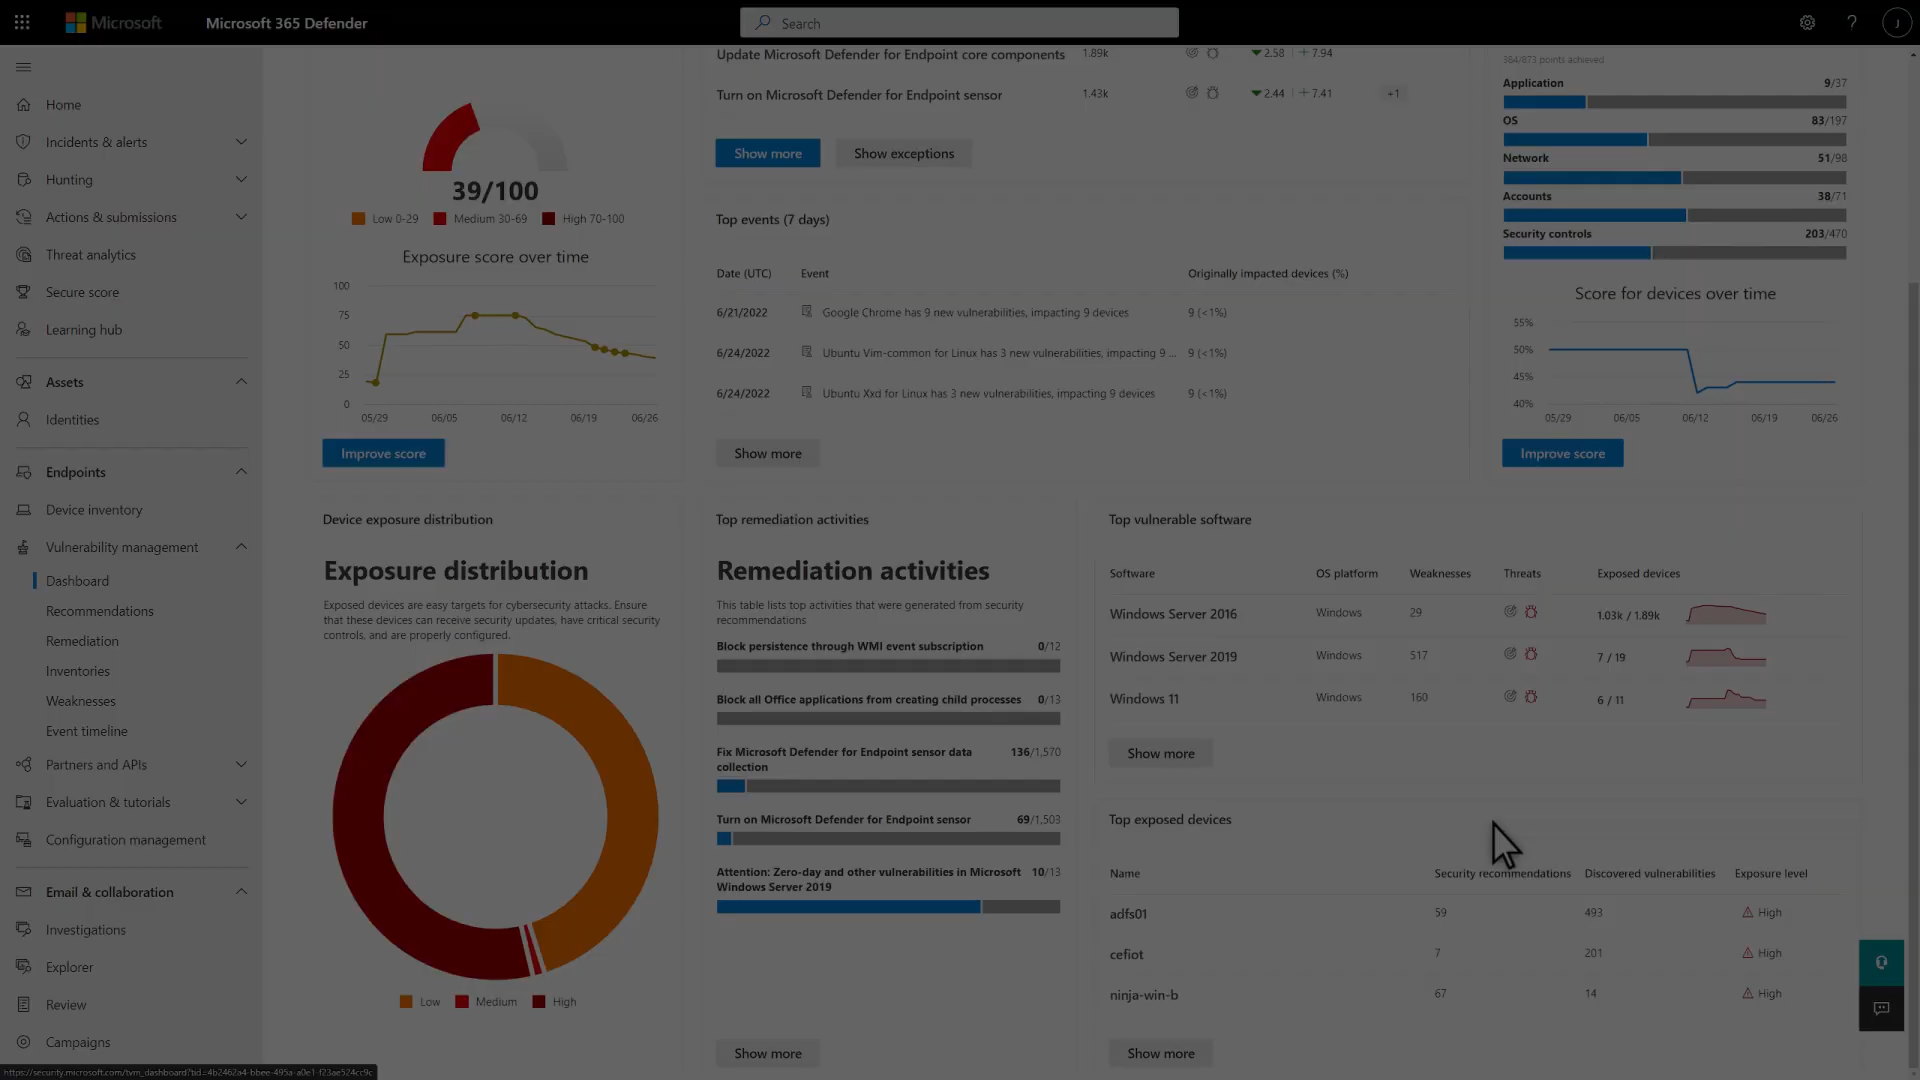 Microsoft
Microsoft 365 Defender
Search
?
J
Home
Incidents & alerts
Hunting
Actions & submissions
Threat analytics
Secure score
Learning hub
Assets
Identities
Endpoints
Device inventory
Vulnerability management
Dashboard
Recommendations
Remediation
Inventories
Weaknesses
Event timeline
Partners and APIs
Evaluation & tutorials
Configuration management
Email & collaboration
Investigations
Explorer
Review
Campaigns
https://security.microsoft.com/tvm_dashboard?tid=4b2462a4-bbee-495a-a0e1-f23ae524cc9c
39/100
Low 0-29 Medium 30-69 High 70-100
Exposure score over time
100
75
50
25
0
05/29 06/05 06/12 06/19 06/26
Improve score
Update Microsoft Defender for Endpoint core components 1.89k 2.58 + 7.94
Turn on Microsoft Defender for Endpoint sensor 1.43k 2.44 + 7.41 +1
Show more Show exceptions
Top events (7 days)
Date (UTC) Event Originally impacted devices (%)
6/21/2022 Google Chrome has 9 new vulnerabilities, impacting 9 devices 9 (<1%)
6/24/2022 Ubuntu Vim-common for Linux has 3 new vulnerabilities, impacting 9 ... 9 (<1%)
6/24/2022 Ubuntu Xxd for Linux has 3 new vulnerabilities, impacting 9 devices 9 (<1%)
Show more
364/873 points achieved
Application 9/37
OS 83/197
Network 51/98
Accounts 38/71
Security controls 203/470
Score for devices over time
55%
50%
45%
40%
05/29 06/05 06/12 06/19 06/26
Improve score
Device exposure distribution
Exposure distribution
Exposed devices are easy targets for cybersecurity attacks. Ensure
that these devices can receive security updates, have critical security
controls, and are properly configured.
Low Medium High
Top remediation activities
Remediation activities
This table lists top activities that were generated from security
recommendations
Block persistence through WMI event subscription 0/12
Block all Office applications from creating child processes 0/13
Fix Microsoft Defender for Endpoint sensor data 136/1,570
collection
Turn on Microsoft Defender for Endpoint sensor 69/1,503
Attention: Zero-day and other vulnerabilities in Microsoft 10/13
Windows Server 2019
Show more
Top vulnerable software
Software OS platform Weaknesses Threats Exposed devices
Windows Server 2016 Windows 29 1.03k / 1.89k
Windows Server 2019 Windows 517 7 / 19
Windows 11 Windows 160 6 / 11
Show more
Top exposed devices
Name Security recommendations Discovered vulnerabilities Exposure level
adfs01 59 493 High
cefiot 7 201 High
ninja-win-b 67 14 High
Show more